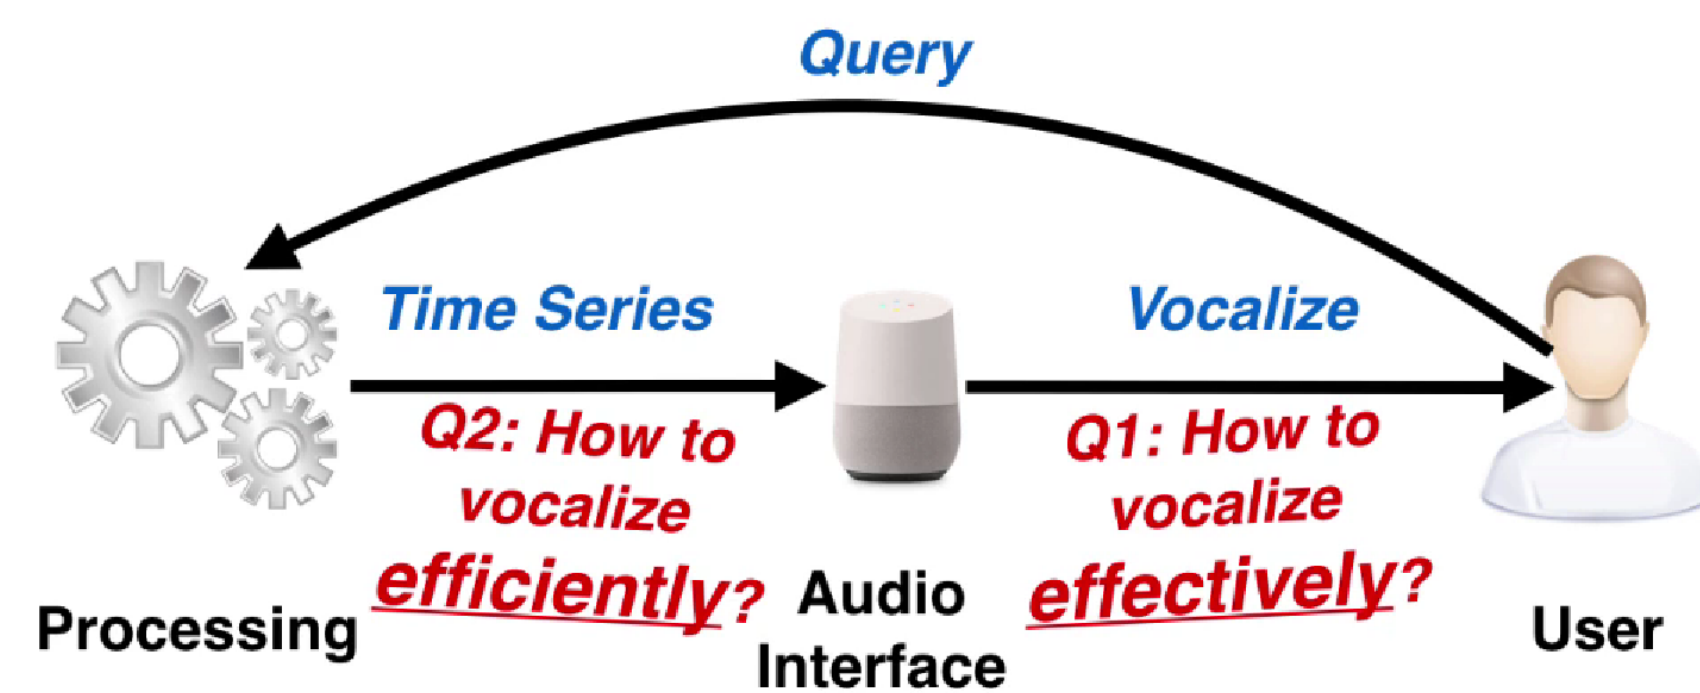 Query
Time Series
Vocalize
Q2: How to
vocalize
efficiently?
Q1: How to
vocalize
effectively?
Processing
Audio
Interface
User